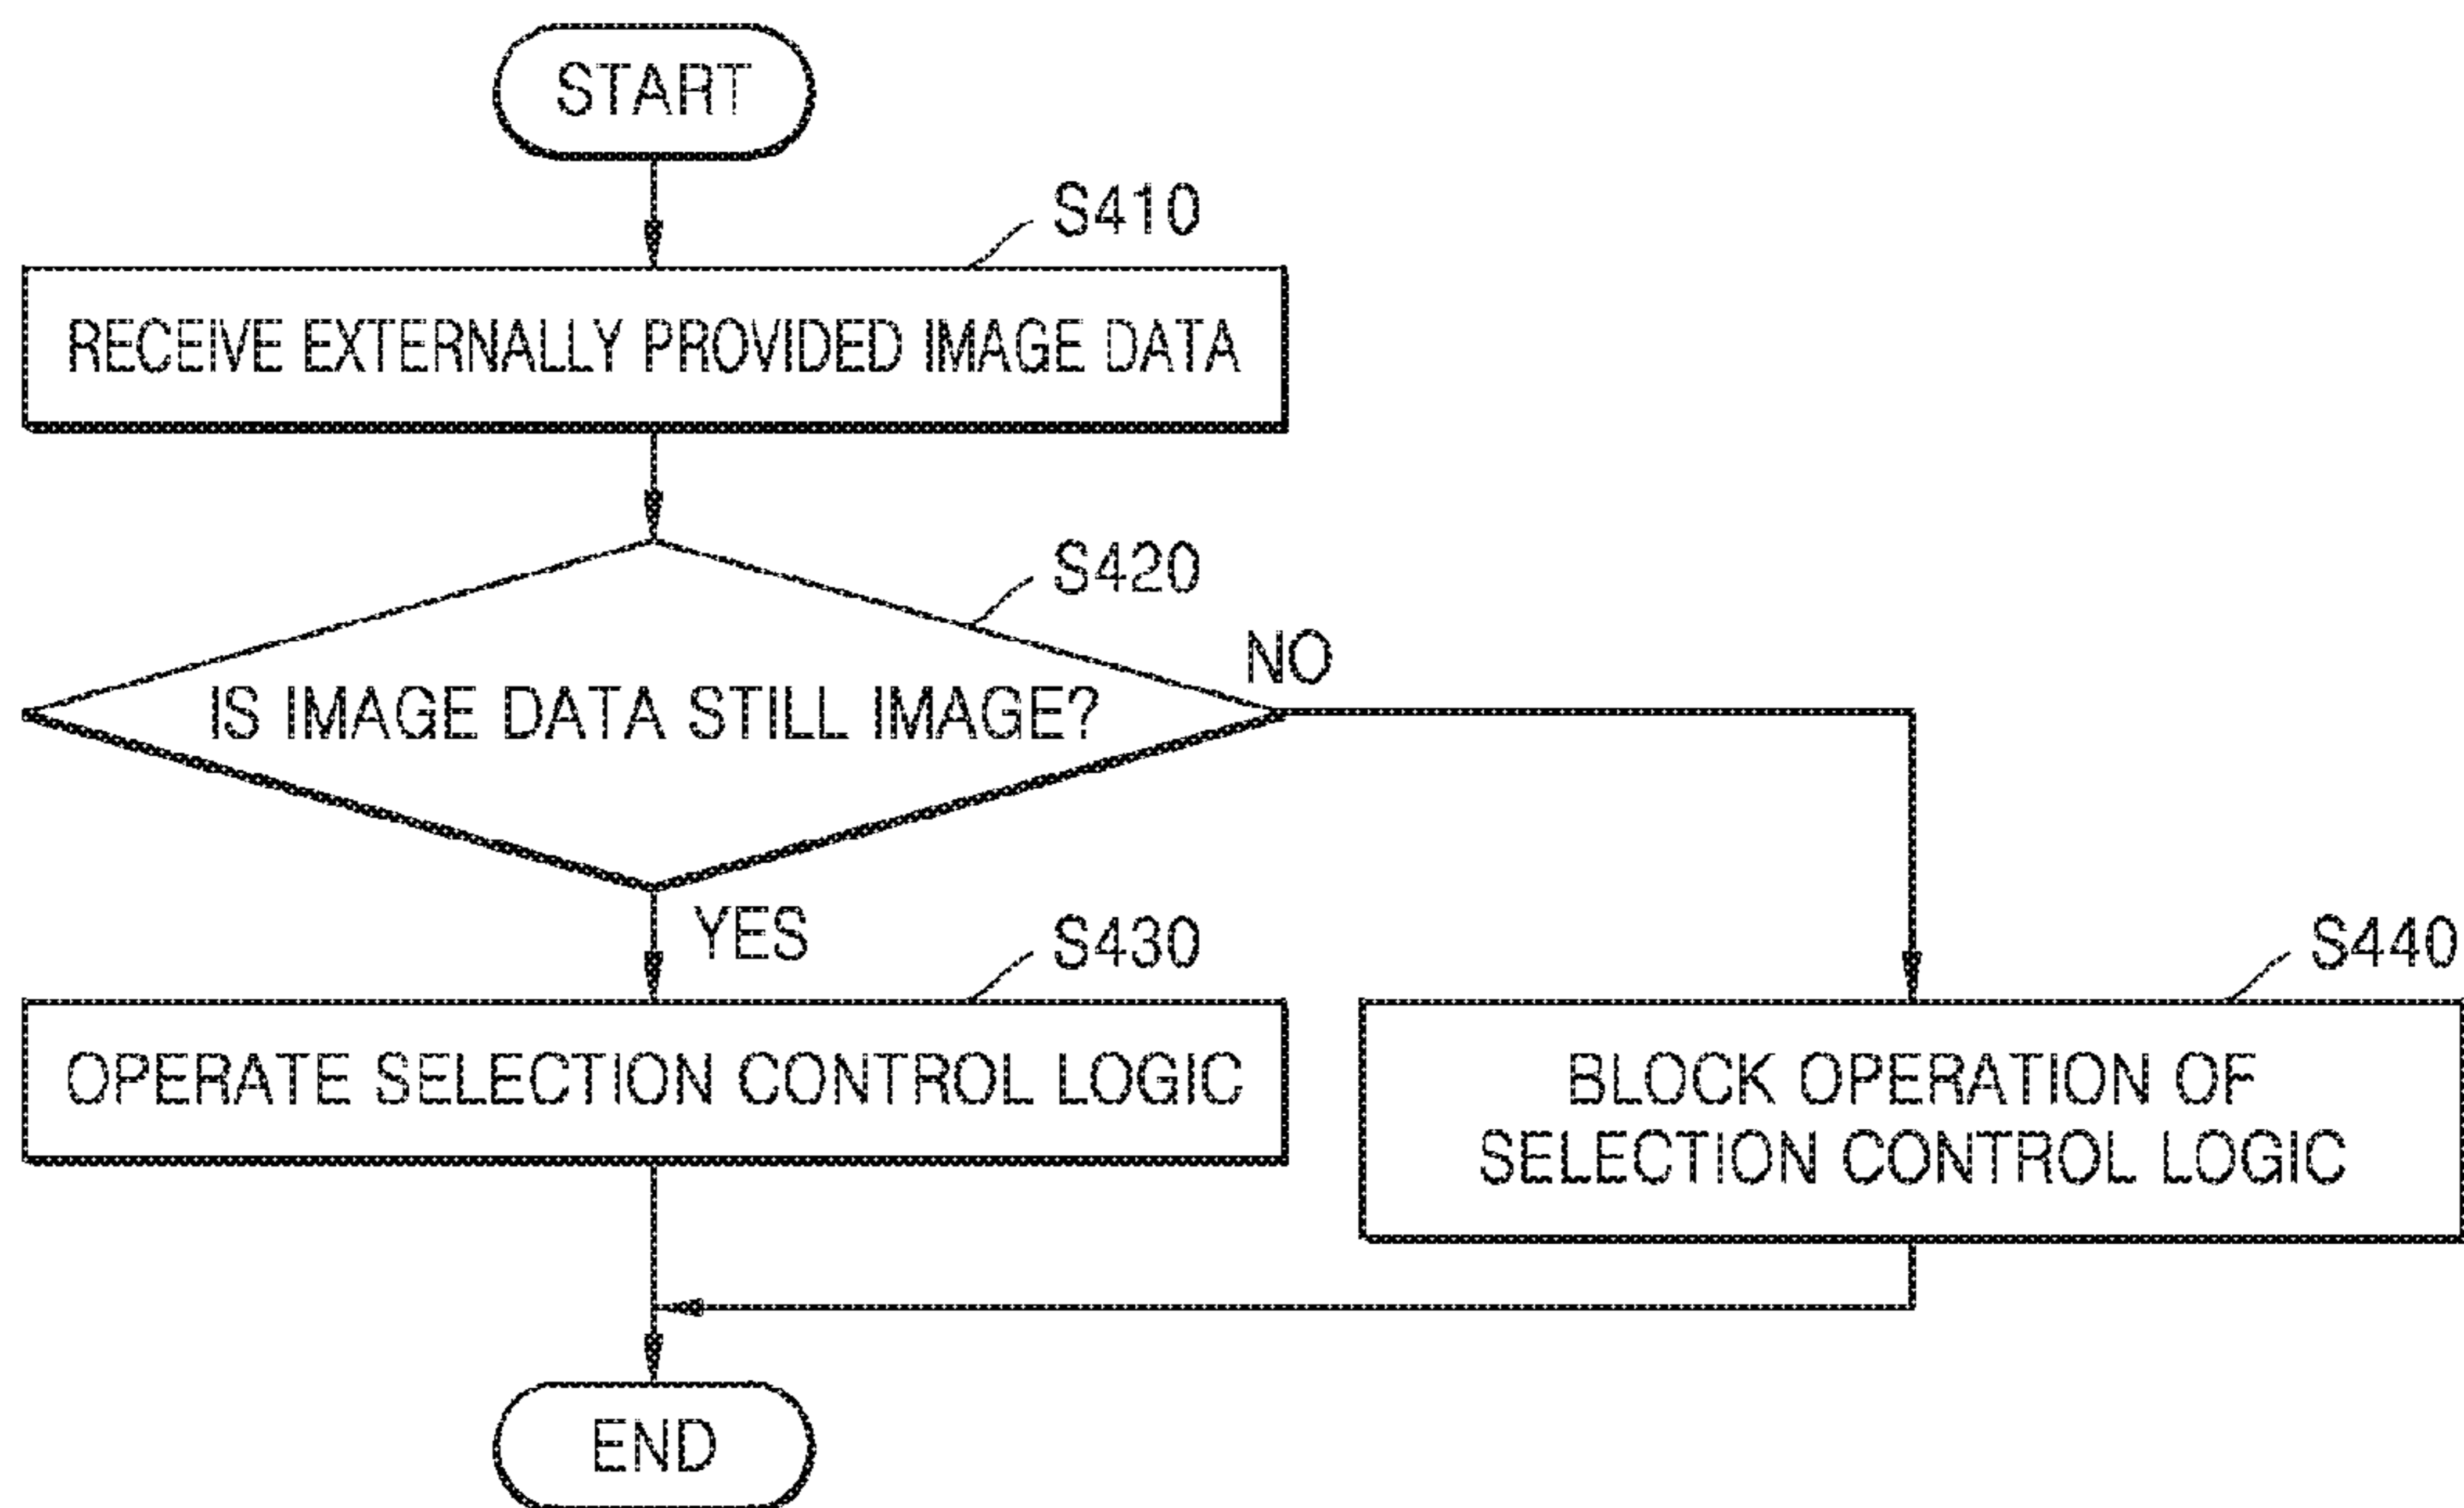 START
S410
RECEIVE EXTERNALLY PROVIDED IMAGE DATA
S420
NO
IS IMAGE DATA STILL IMAGE?
YES
S430
OPERATE SELECTION CONTROL LOGIC
S440
BLOCK OPERATION OF
SELECTION CONTROL LOGIC
END